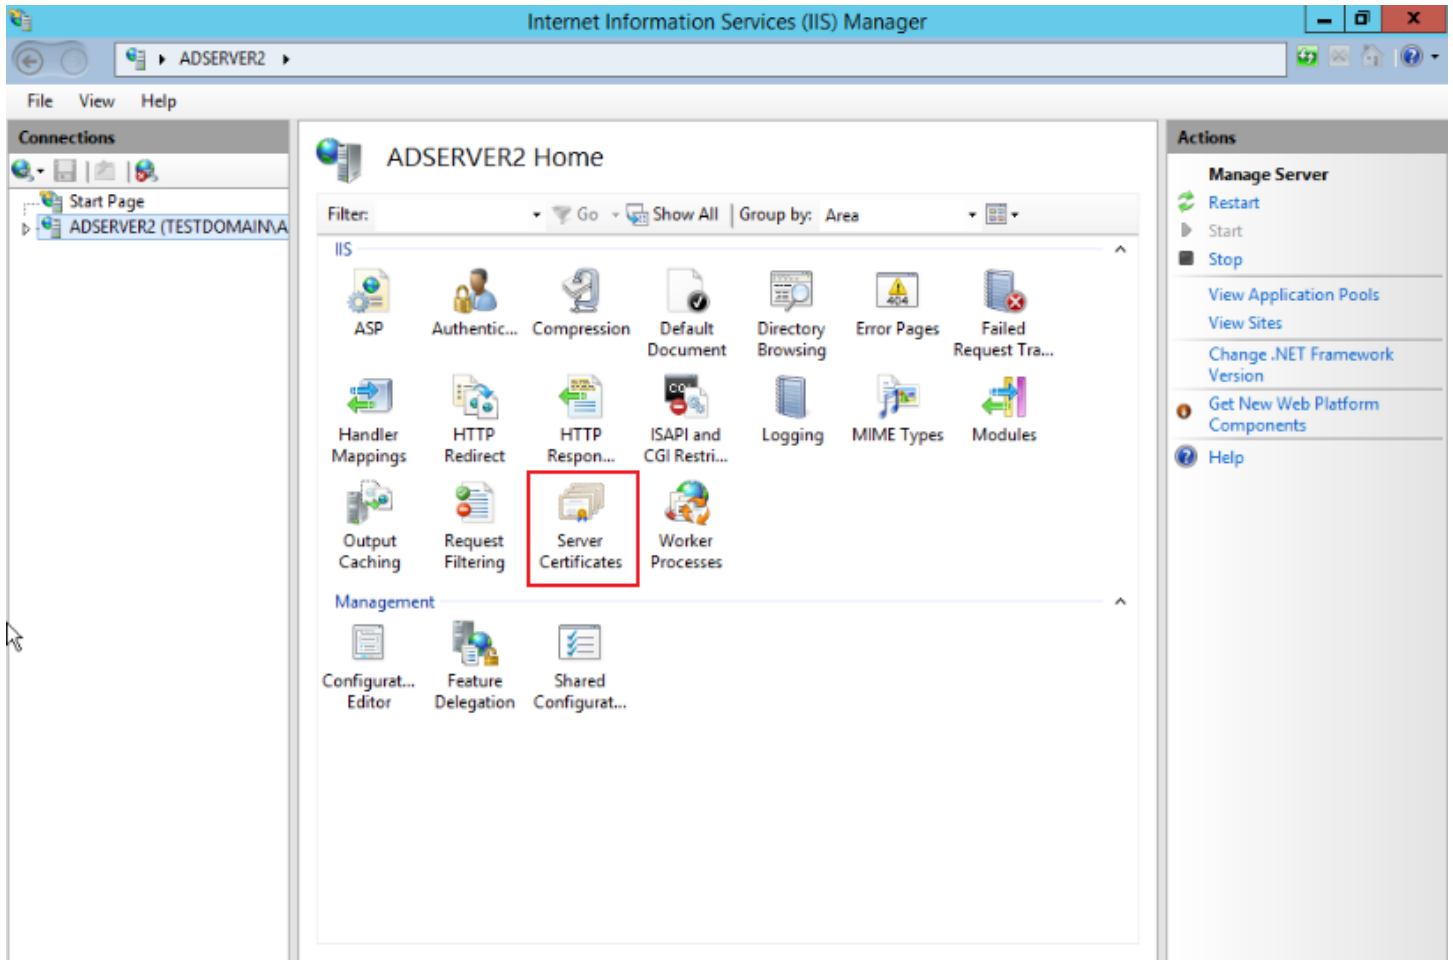 Internet Information Services (IIS) Manager
ADSERVER2
File View Help
Connections
Start Page
ADSERVER2 (TESTDOMAIN\A
ADSERVER2 Home
Filter: Go Show All Group by: Area
IIS
ASP Authentic... Compression Default Directory Error Pages Failed
Document Browsing Request Tra...
404
Handler HTTP HTTP ISAPI and Logging MIME Types Modules
Mappings Redirect Respon... CGI Restri...
Output Request Server Worker
Caching Filtering Certificates Processes
Management
Configurat... Feature Shared
Editor Delegation Configurat...
Actions
Manage Server
Restart
Start
Stop
View Application Pools
View Sites
Change .NET Framework
Version
Get New Web Platform
Components
Help